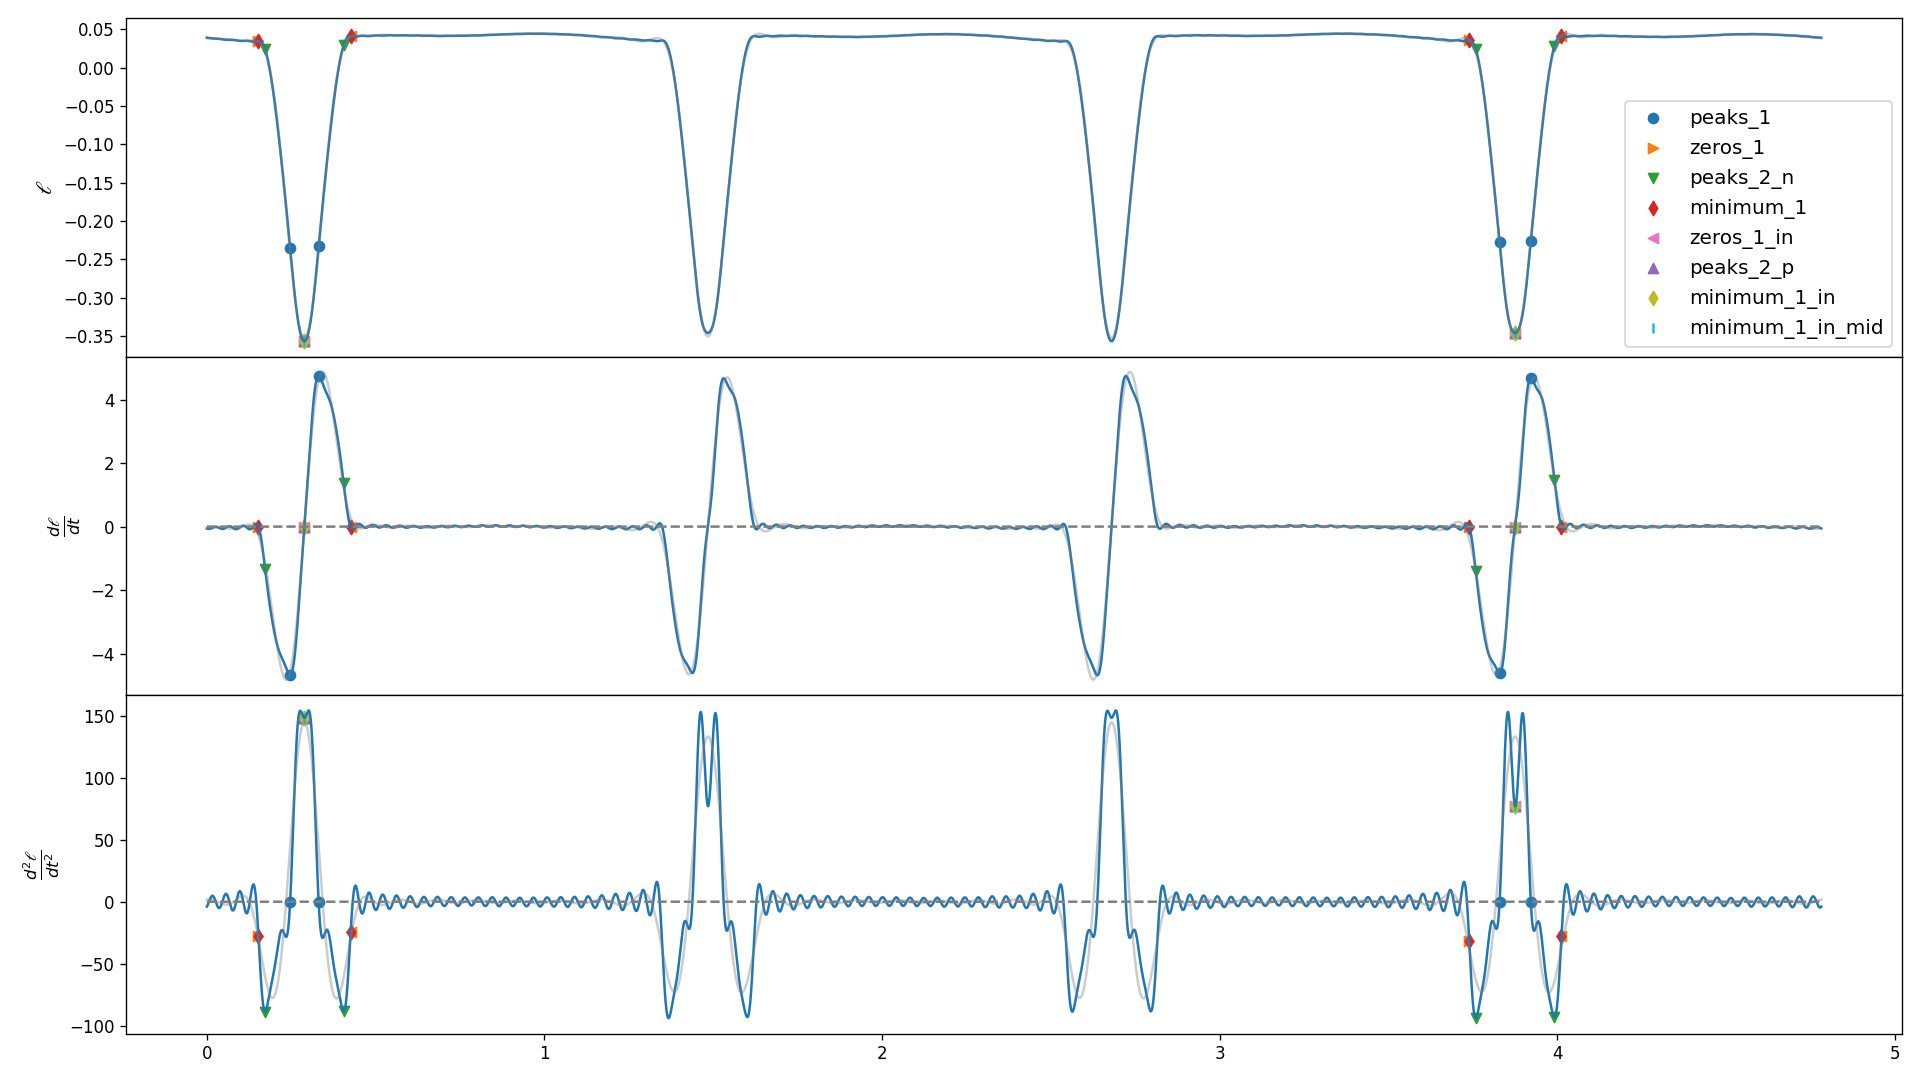 0.05
0.00
−0.05
−0.10
−0.15
−0.20
−0.25
−0.30
−0.35
ℓ
peaks_1
zeros_1
peaks_2_n
minimum_1
zeros_1_in
peaks_2_p
minimum_1_in
minimum_1_in_mid
4
2
0
−2
−4
dℓ
dt
150
100
50
0
−50
−100
d²ℓ
dt²
0 1 2 3 4 5